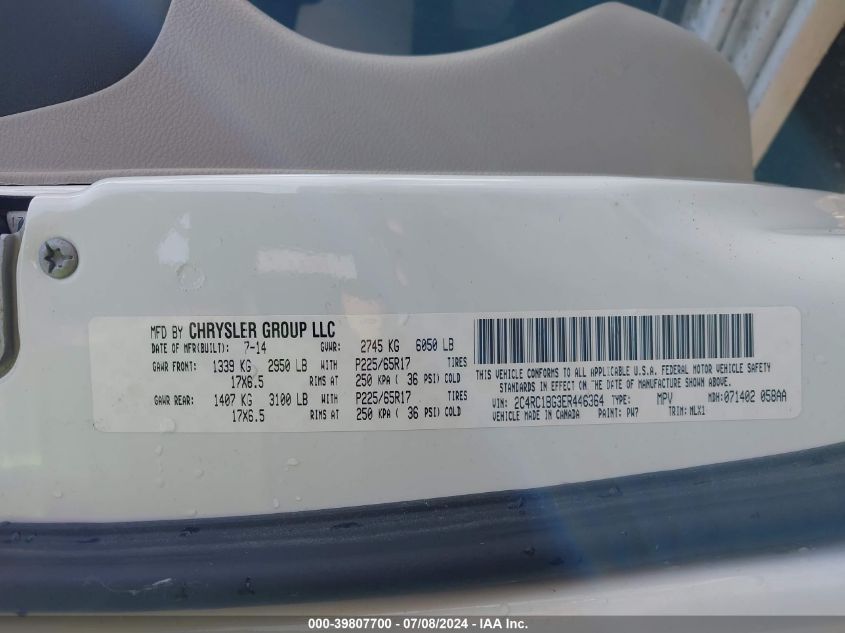 MFD BY CHRYSLER GROUP LLC
DATE OF MFR(BUILT): 7-14 GVWR: 2745 KG 6050 LB
GAWR FRONT: 1339 KG 2950 LB WITH P225/65R17 TIRES
17X6.5 RIMS AT 250 KPA ( 36 PSI) COLD
GAWR REAR: 1407 KG 3100 LB WITH P225/65R17 TIRES
17X6.5 RIMS AT 250 KPA ( 36 PSI) COLD
THIS VEHICLE CONFORMS TO ALL APPLICABLE U.S.A. FEDERAL MOTOR VEHICLE SAFETY
STANDARDS IN EFFECT ON THE DATE OF MANUFACTURE SHOWN ABOVE.
VIN: 2C4RC1BG3ER446364 TYPE: MPV MDH: 071402 058AA
VEHICLE MADE IN CANADA PAINT: PW7 TRIM: MLX1
000-39807700 - 07/08/2024 - IAA Inc.